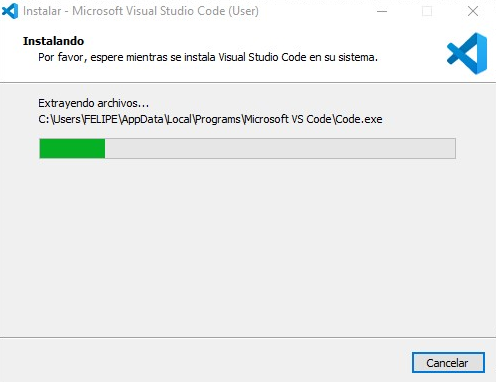 Instalar - Microsoft Visual Studio Code (User)
Instalando
Por favor, espere mientras se instala Visual Studio Code en su sistema.
Extrayendo archivos...
C:\Users\FELIPE\AppData\Local\Programs\Microsoft VS Code\Code.exe
Cancelar